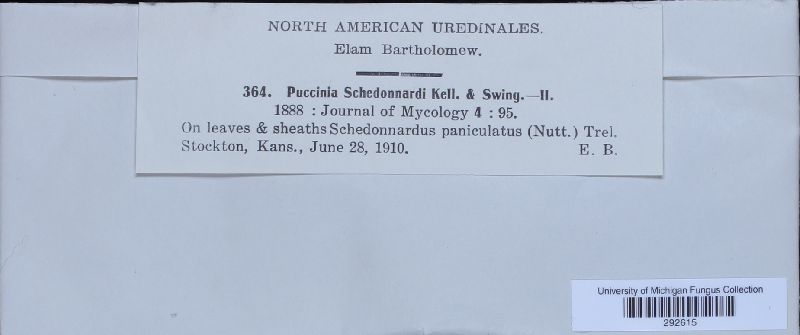 NORTH AMERICAN UREDINALES.
Elam Bartholomew.
364. Puccinia Schedonnardi Kell. & Swing.—II.
1888 : Journal of Mycology 4 : 95.
On leaves & sheaths Schedonnardus paniculatus (Nutt.) Trel.
Stockton, Kans., June 28, 1910. E. B.
University of Michigan Fungus Collection
292615